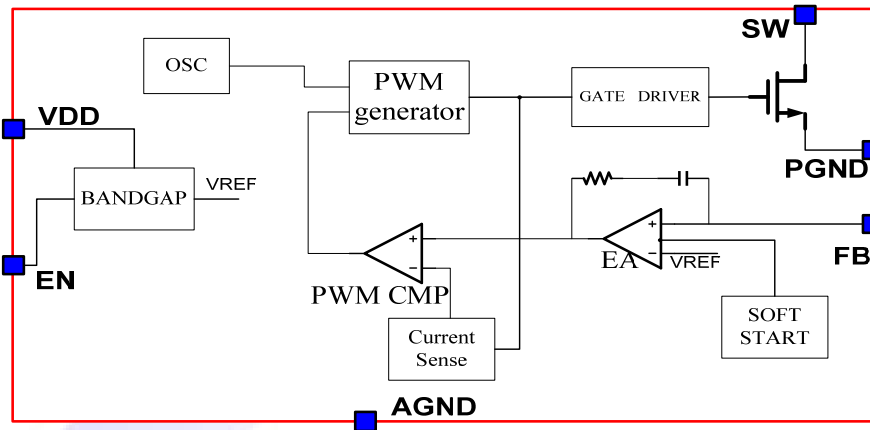 SW
OSC
PWM
generator
GATE DRIVER
VDD
PGND
BANDGAP
VREF
+
−
+
−
EA
VREF
FB
EN
PWM CMP
Current
Sense
SOFT
START
AGND